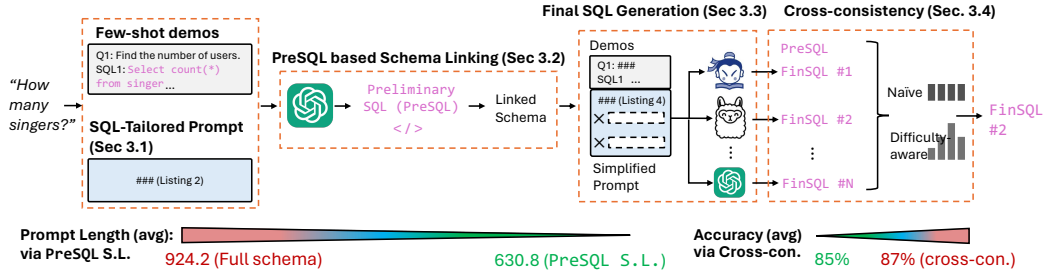 Few-shot demos
Q1: Find the number of users.
SQL1: Select count(*)
from singer...
"How
many
singers?"
SQL-Tailored Prompt
(Sec 3.1)
### (Listing 2)
PreSQL based Schema Linking (Sec 3.2)
Preliminary
SQL (PreSQL)
</>
Linked
Schema
Final SQL Generation (Sec 3.3)
Demos
Q1: ###
SQL1 ...
### (Listing 4)
×
×
Simplified
Prompt
⋮
Cross-consistency (Sec. 3.4)
PreSQL
FinSQL #1
FinSQL #2
⋮
FinSQL #N
Naïve
Difficulty-
aware
FinSQL
#2
Prompt Length (avg):
via PreSQL S.L.
924.2 (Full schema)
630.8 (PreSQL S.L.)
Accuracy (avg)
via Cross-con.
85%
87% (cross-con.)